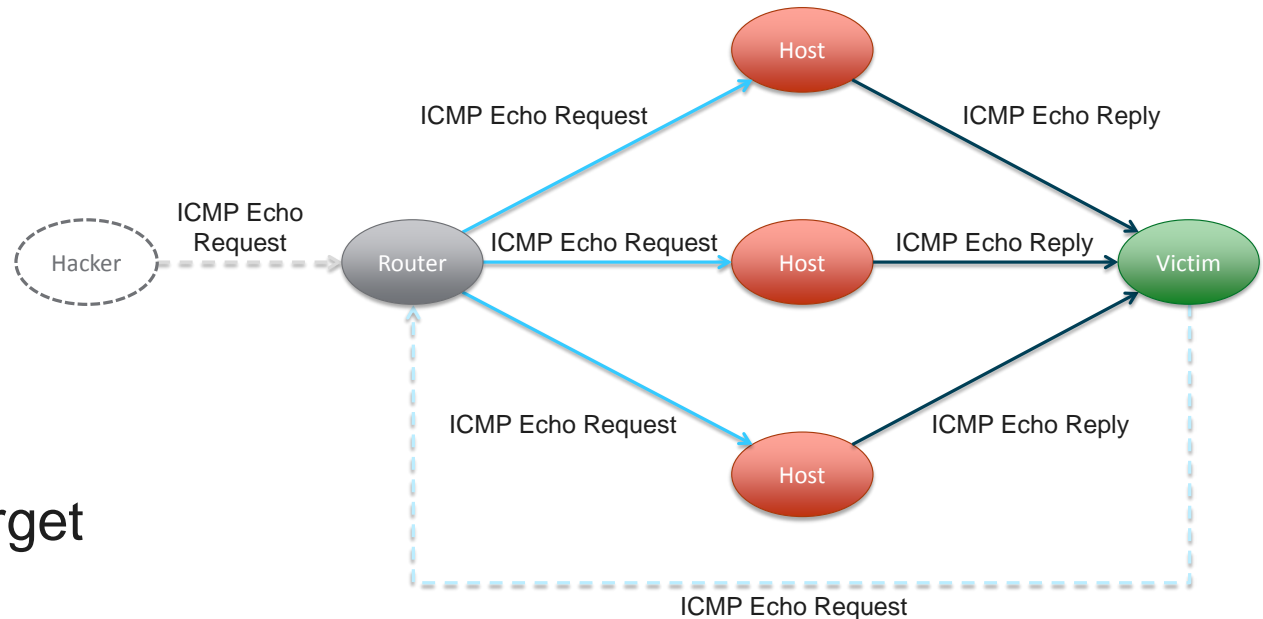 Host
ICMP Echo Request
ICMP Echo Reply
ICMP Echo
Request
Hacker
Router
ICMP Echo Request
Host
ICMP Echo Reply
Victim
ICMP Echo Request
ICMP Echo Reply
Host
rget
ICMP Echo Request